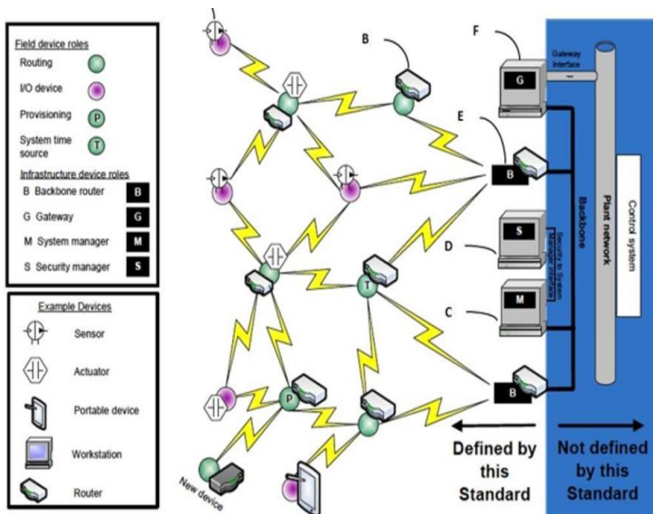 Field device roles
Routing
I/O device
Provisioning
P
System time
source
T
Infrastructure device roles
B Backbone router
B
G Gateway
G
M System manager
M
S Security manager
S
Example Devices
Sensor
Actuator
Portable device
Workstation
Router
B
F
G
Gateway
Interface
E
B
D
S
C
M
Security to System
Manager interface
Backbone
Plant network
Control system
T
P
B
New device
Defined by
this
Standard
Not defined
by this
Standard